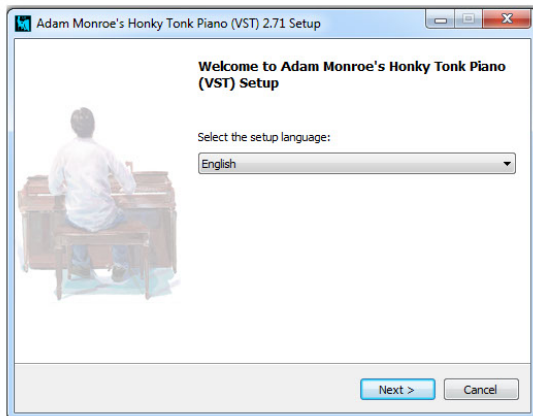 Adam Monroe's Honky Tonk Piano (VST) 2.71 Setup
Welcome to Adam Monroe's Honky Tonk Piano
(VST) Setup
Select the setup language:
English
Next >
Cancel